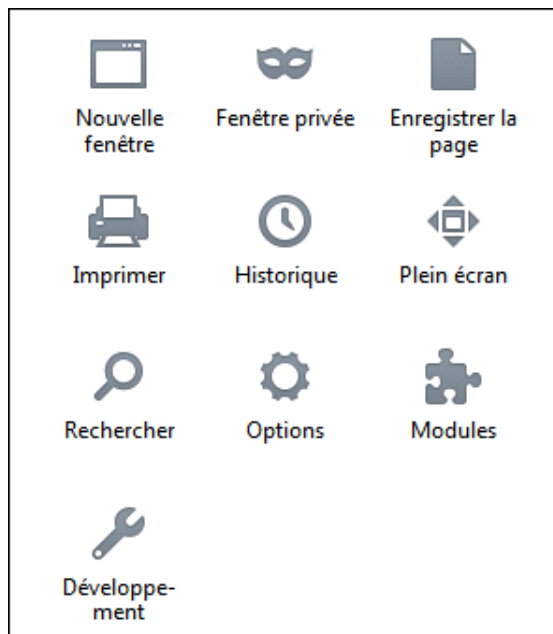 Nouvelle
fenêtre
Fenêtre privée
Enregistrer la
page
Imprimer
Historique
Plein écran
Rechercher
Options
Modules
Développe-
ment